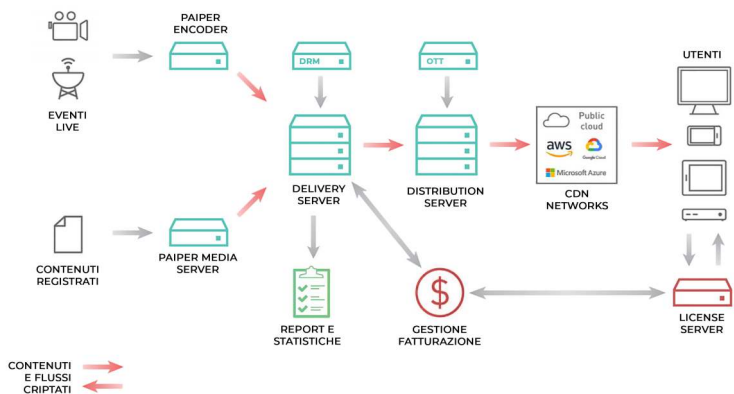 PAIPER
ENCODER
EVENTI
LIVE
DRM
OTT
UTENTI
Public
cloud
aws
Google Cloud
Microsoft Azure
DELIVERY
SERVER
DISTRIBUTION
SERVER
CDN
NETWORKS
CONTENUTI
REGISTRATI
PAIPER MEDIA
SERVER
REPORT E
STATISTICHE
$
GESTIONE
FATTURAZIONE
LICENSE
SERVER
CONTENUTI
E FLUSSI
CRIPTATI